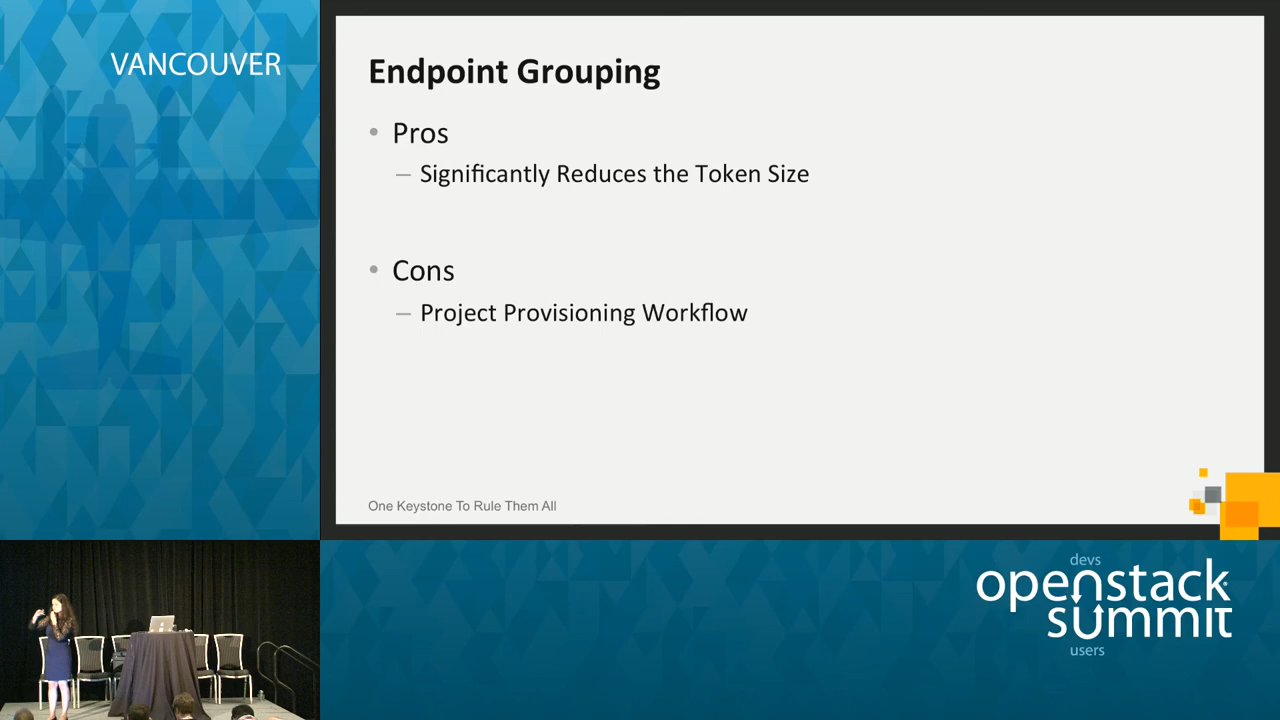 VANCOUVER
Endpoint Grouping
• Pros
– Significantly Reduces the Token Size
• Cons
– Project Provisioning Workflow
One Keystone To Rule Them All
devs
openstack
summit
users